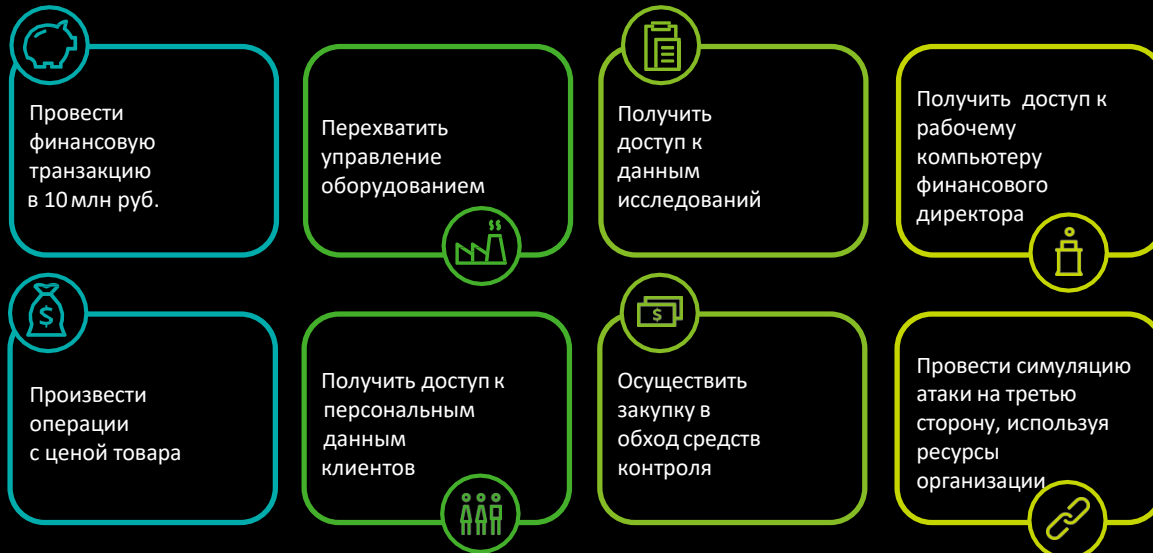 Провести
финансовую
транзакцию
в 10 млн руб.
Перехватить
управление
оборудованием
Получить
доступ к
данным
исследований
Получить доступ к
рабочему
компьютеру
финансового
директора
$
Произвести
операции
с ценой товара
Получить доступ к
персональным
данным
клиентов
$
Осуществить
закупку в
обход средств
контроля
Провести симуляцию
атаки на третью
сторону, используя
ресурсы
организации